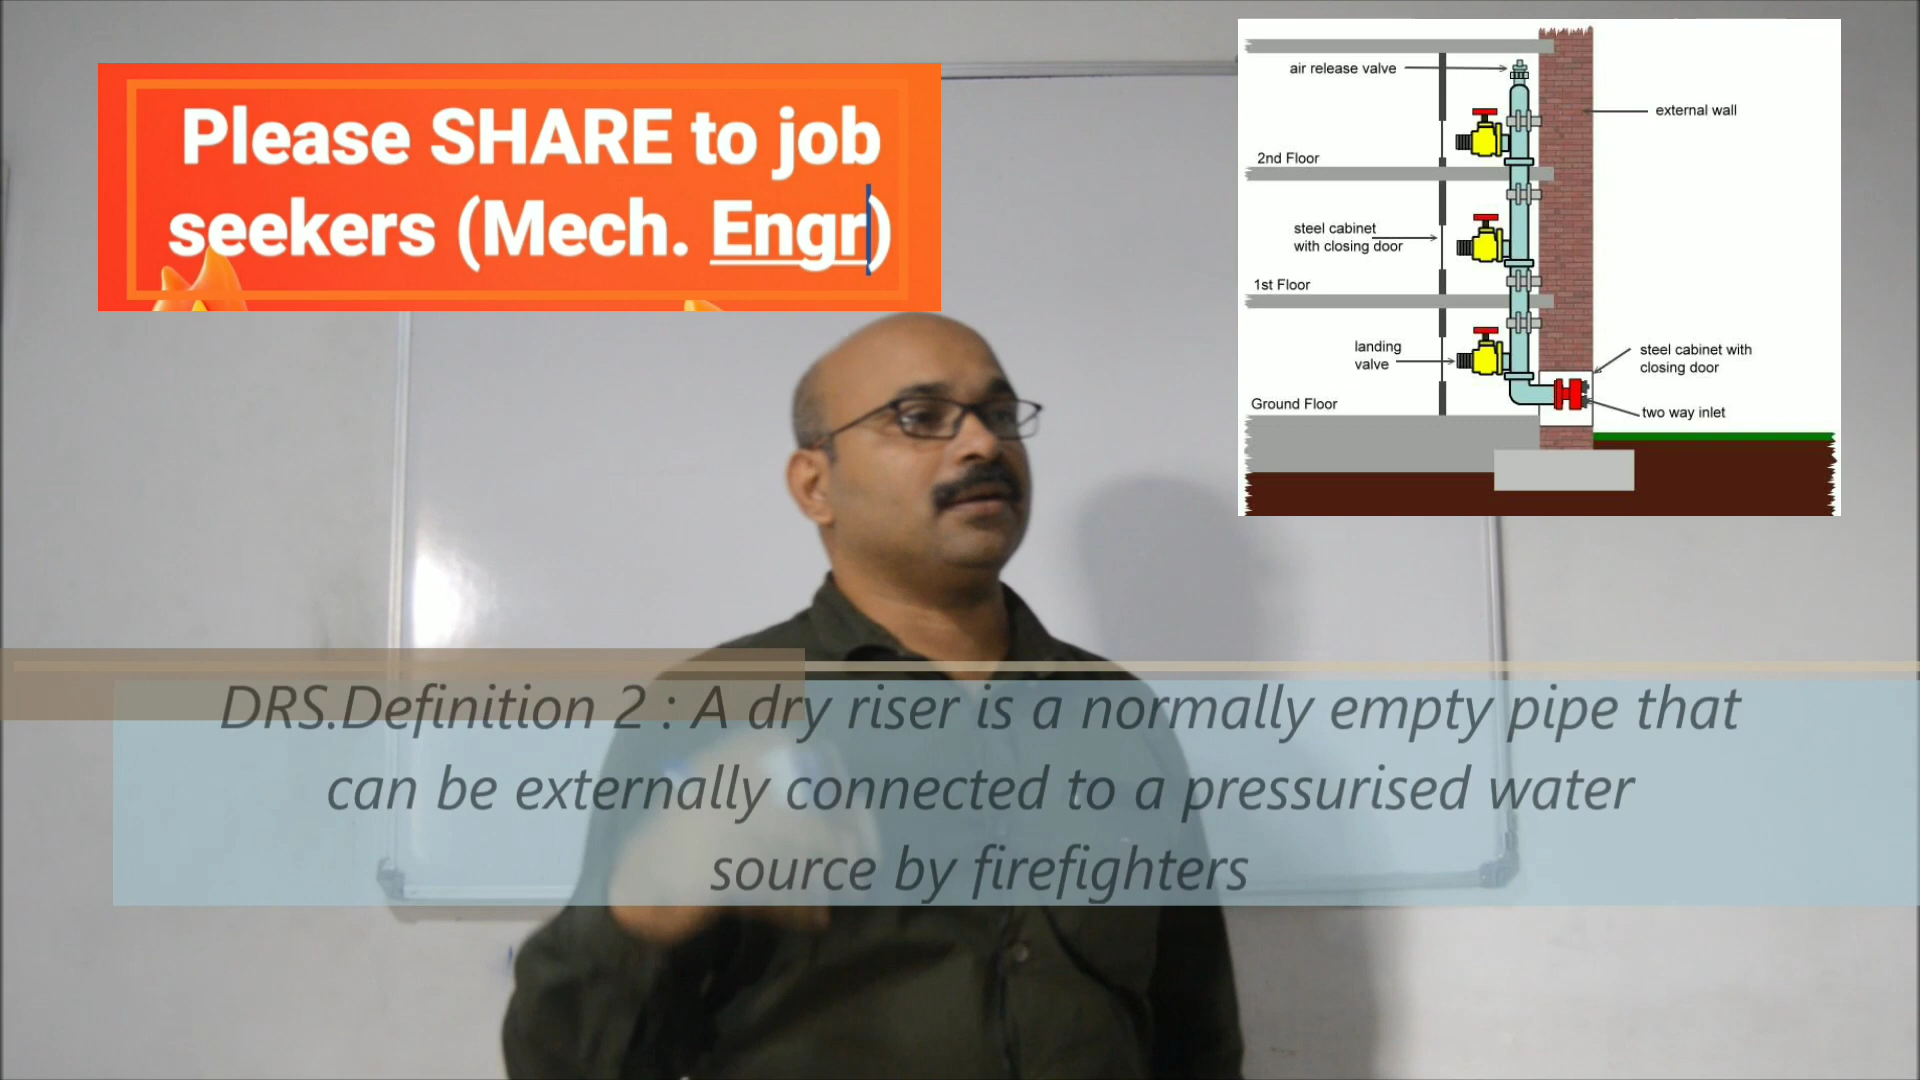 Please SHARE to job
seekers (Mech. Engr)
air release valve
external wall
2nd Floor
steel cabinet
with closing door
1st Floor
landing
valve
steel cabinet with
closing door
Ground Floor
two way inlet
DRS.Definition 2 : A dry riser is a normally empty pipe that
can be externally connected to a pressurised water
source by firefighters